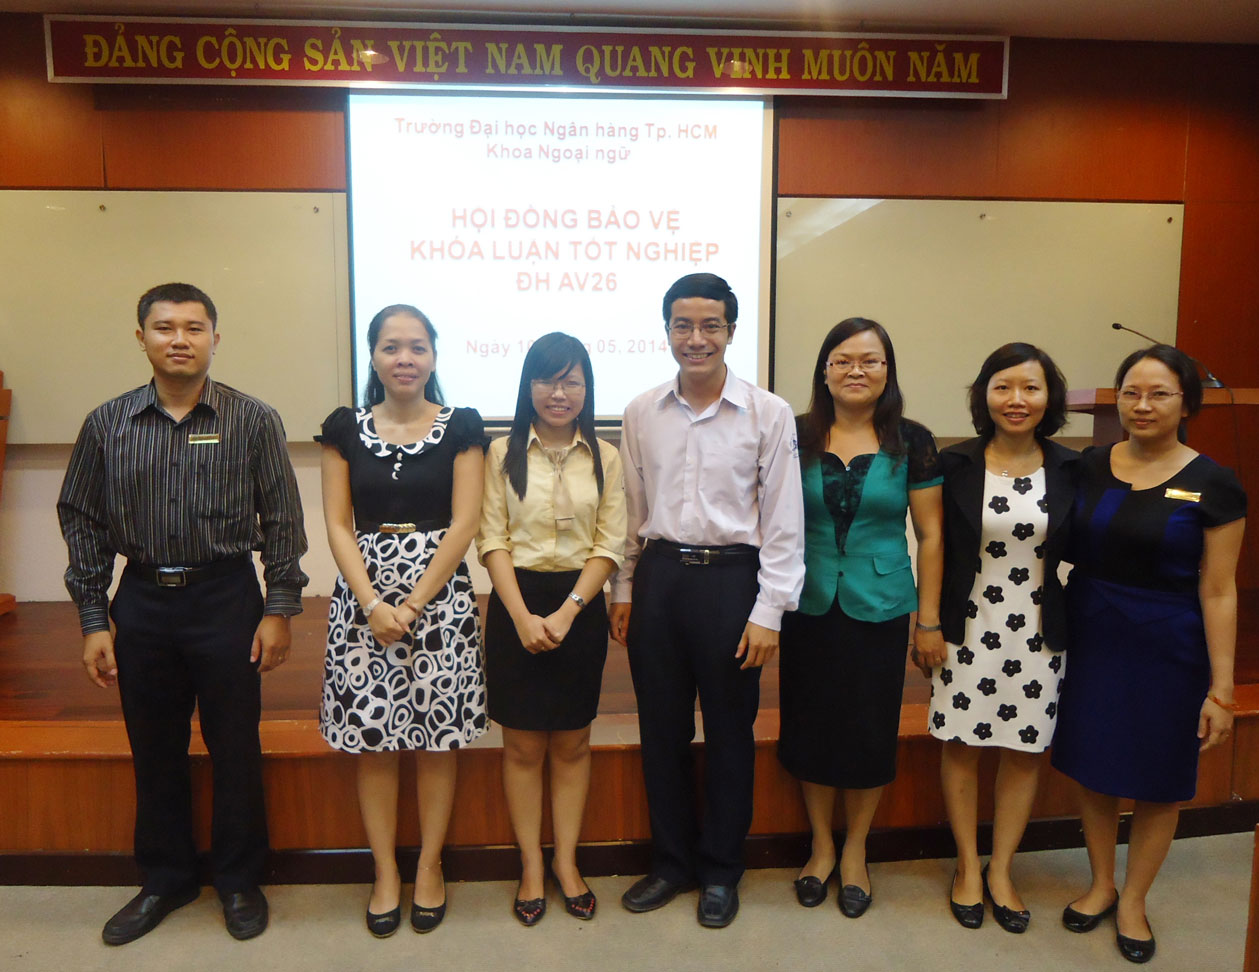 ĐẢNG CỘNG SẢN VIỆT NAM QUANG VINH MUÔN NĂM
Trường Đại học Ngân hàng Tp. HCM
Khoa Ngoại ngữ
HỘI ĐỒNG BẢO VỆ
KHÓA LUẬN TỐT NGHIỆP
ĐH AV26
Ngày 05, 2014